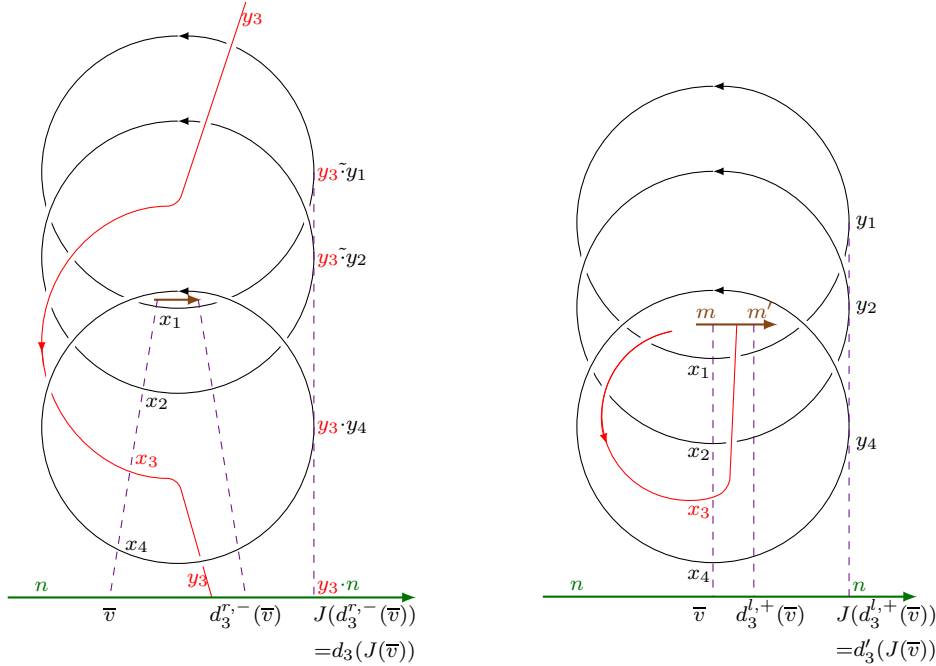 y₃
y₃·̃y₁
y₃·̃y₂
x₁
x₂
y₃·y₄
x₃
x₄
y₃
n
y₃·n
v̅
d₃^{r,−}(v̅)
J(d₃^{r,−}(v̅))
=d₃(J(v̅))
y₁
y₂
m
m′
x₁
x₂
y₄
x₃
x₄
n
n
v̅
d₃^{l,+}(v̅)
J(d₃^{l,+}(v̅))
=d′₃(J(v̅))